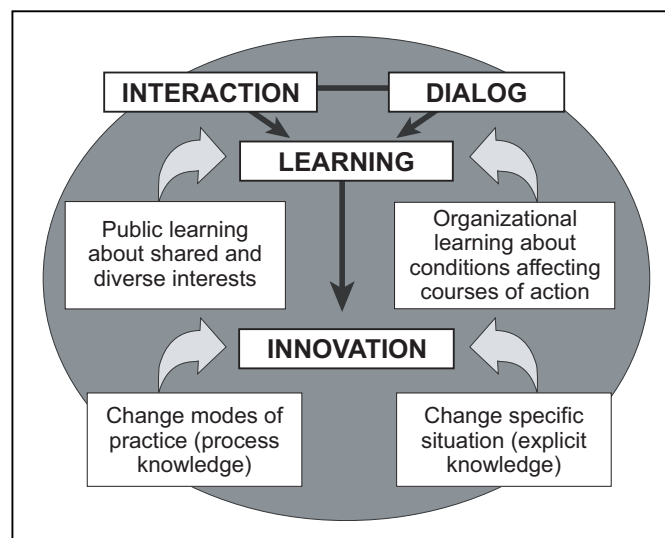 INTERACTION
DIALOG
LEARNING
Public learning
about shared and
diverse interests
Organizational
learning about
conditions affecting
courses of action
INNOVATION
Change modes of
practice (process
knowledge)
Change specific
situation (explicit
knowledge)